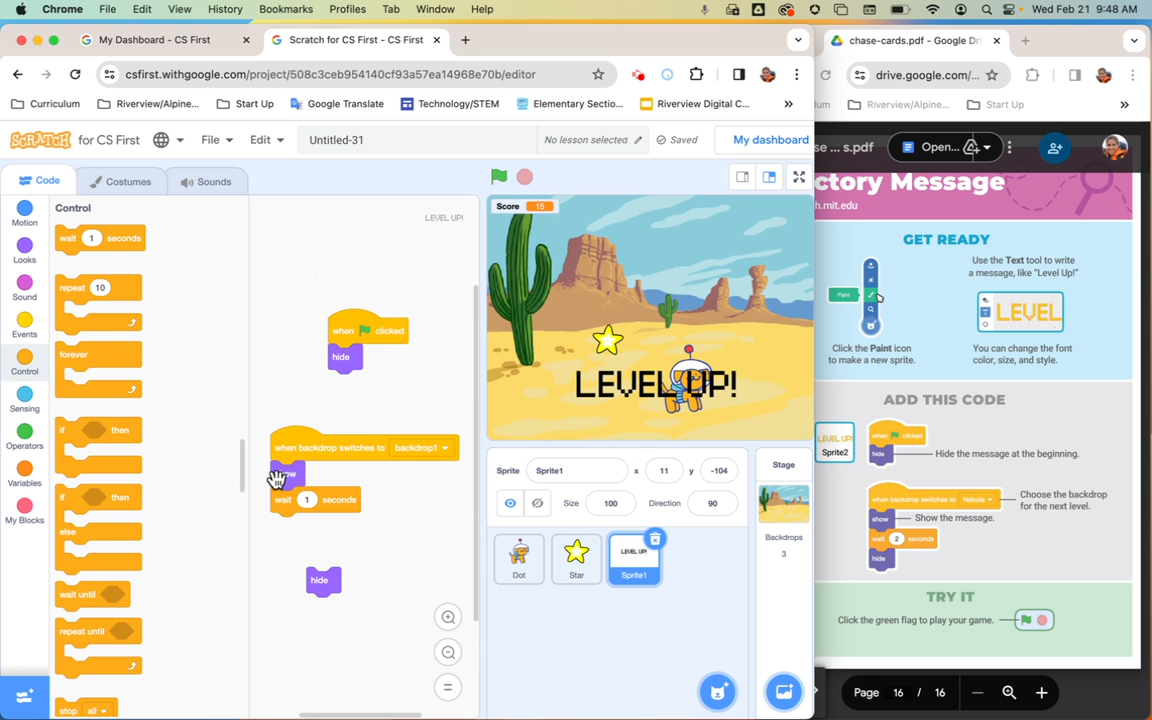 Chrome File Edit View History Bookmarks Profiles Tab Window Help Wed Feb 21 9:48 AM
My Dashboard - CS First
Scratch for CS First - CS First
csfirst.withgoogle.com/project/508c3ceb954140cf93a57ea14968e70b/editor
Curriculum Riverview/Alpine... Start Up Google Translate Technology/STEM Elementary Sectio... Riverview Digital C... »
SCRATCH for CS First File Edit Untitled-31 No lesson selected Saved My dashboard
Code Costumes Sounds
Motion
Looks
Sound
Events
Control
Sensing
Operators
Variables
My Blocks
Control
wait 1 seconds
repeat 10
forever
if then
if then
else
wait until
repeat until
stop all
LEVEL UP!
when clicked
hide
when backdrop switches to backdrop1
wait 1 seconds
hide
Score 15
LEVEL UP!
Sprite Sprite1 x 11 y -104
Size 100 Direction 90
Dot
Star
LEVEL UP!
Sprite1
Stage
Backdrops
3
chase-cards.pdf - Google Dri
drive.google.com/...
lum Riverview/Alpine... Start Up »
se ... s.pdf Open...
ctory Message
h.mit.edu
GET READY
Paint
Click the Paint icon
to make a new sprite.
Use the Text tool to write
a message, like “Level Up!”
LEVEL
You can change the font
color, size, and style.
ADD THIS CODE
LEVEL UP!
Sprite2
when clicked
hide
Hide the message at the beginning.
when backdrop switches to Nebula
show
wait 2 seconds
hide
Choose the backdrop
for the next level.
Show the message.
TRY IT
Click the green flag to play your game.
Page 16 / 16